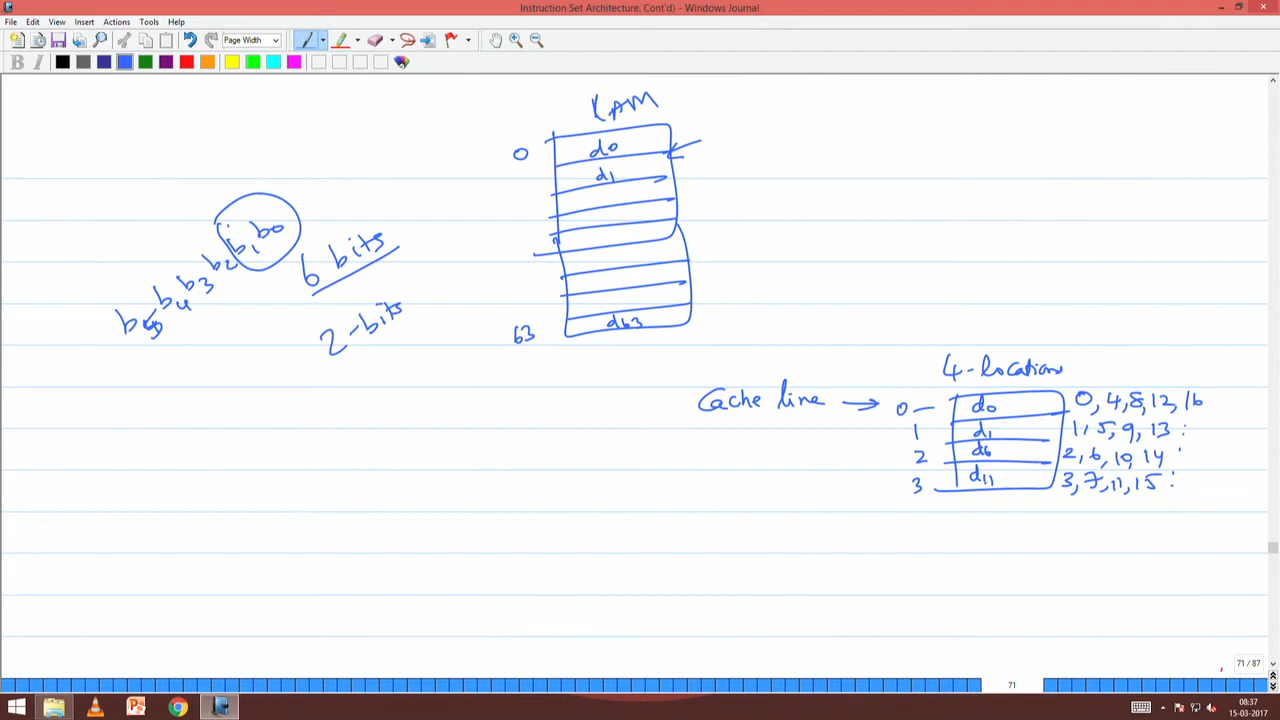 Instruction Set Architecture. Cont'd) - Windows Journal
File Edit View Insert Actions Tools Help
Page Width
B I
RAM
0 d0
d1
b5 b4 b3 b2 b1 b0
6 bits
2-bits
63 d63
4-location
Cache line → 0 d0 0, 4, 8, 12, 16
1 d1 1, 5, 9, 13 :
2 d6 2, 6, 10, 14 :
3 d11 3, 7, 11, 15 :
71 / 87
71
08:37
15-03-2017